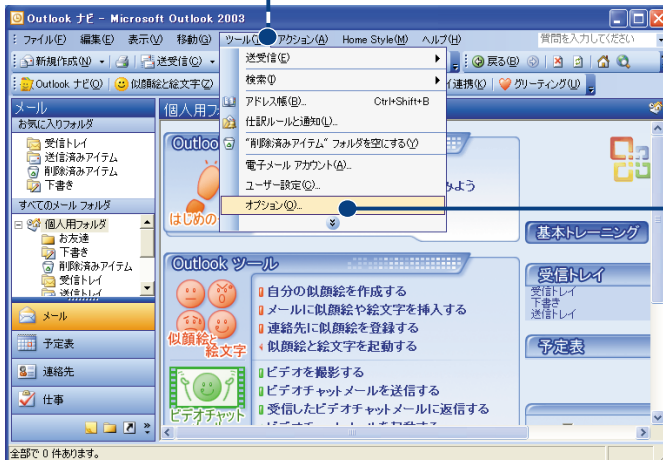 Outlook ナビ - Microsoft Outlook 2003
ファイル(F) 編集(E) 表示(V) 移動(G) ツール(T) アクション(A) Home Style(M) ヘルプ(H) 質問を入力してください
新規作成(N) 送受信(C) 戻る(B)
Outlook ナビ(O) 似顔絵と絵文字(Z) イ連携(K) グリーティング(U)
送受信(E)
検索(I)
アドレス帳(B)... Ctrl+Shift+B
仕訳ルールと通知(L)...
"削除済みアイテム" フォルダを空にする(Y)
電子メール アカウント(A)...
ユーザー設定(C)...
オプション(O)...
メール
お気に入りフォルダ
受信トレイ
送信済みアイテム
削除済みアイテム
下書き
すべてのメール フォルダ
個人用フォルダ
お友達
下書き
削除済みアイテム
受信トレイ
送信トレイ
メール
予定表
連絡先
仕事
全部で 0 件あります。
個人用フ
Outloo
みよう
はじめの
Outlook ツール
似顔絵と
絵文字
自分の似顔絵を作成する
メールに似顔絵や絵文字を挿入する
連絡先に似顔絵を登録する
似顔絵と絵文字を起動する
ビデオチャット
ビデオを撮影する
ビデオチャットメールを送信する
受信したビデオチャットメールに返信する
基本トレーニング
受信トレイ
受信トレイ
下書き
送信トレイ
予定表